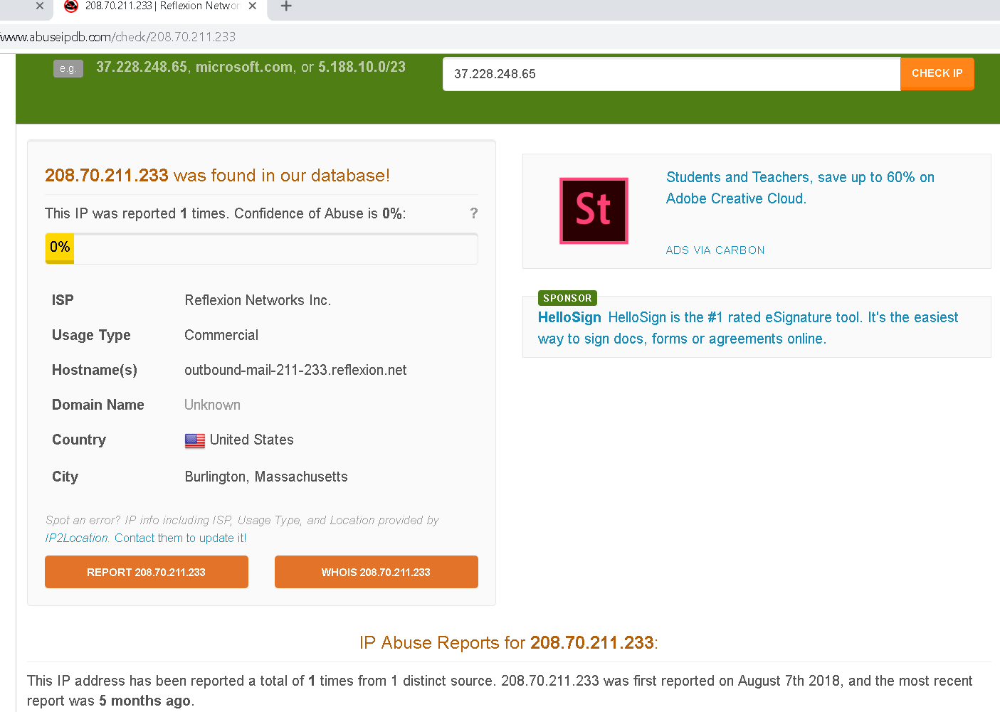 208.70.211.233 | Reflexion Networ
www.abuseipdb.com/check/208.70.211.233
e.g. 37.228.248.65, microsoft.com, or 5.188.10.0/23
37.228.248.65
CHECK IP
208.70.211.233 was found in our database!
This IP was reported 1 times. Confidence of Abuse is 0%: ?
0%
ISP Reflexion Networks Inc.
Usage Type Commercial
Hostname(s) outbound-mail-211-233.reflexion.net
Domain Name Unknown
Country United States
City Burlington, Massachusetts
Spot an error? IP info including ISP, Usage Type, and Location provided by
IP2Location. Contact them to update it!
REPORT 208.70.211.233
WHOIS 208.70.211.233
St
Students and Teachers, save up to 60% on
Adobe Creative Cloud.
ADS VIA CARBON
SPONSOR
HelloSign HelloSign is the #1 rated eSignature tool. It's the easiest
way to sign docs, forms or agreements online.
IP Abuse Reports for 208.70.211.233:
This IP address has been reported a total of 1 times from 1 distinct source. 208.70.211.233 was first reported on August 7th 2018, and the most recent
report was 5 months ago.